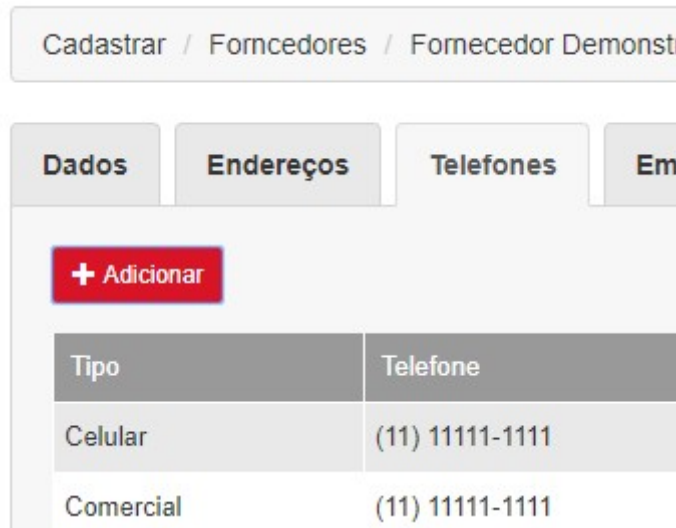 Cadastrar / Forncedores / Fornecedor Demonst
Dados Endereços Telefones Em
+ Adicionar
Tipo Telefone
Celular (11) 11111-1111
Comercial (11) 11111-1111